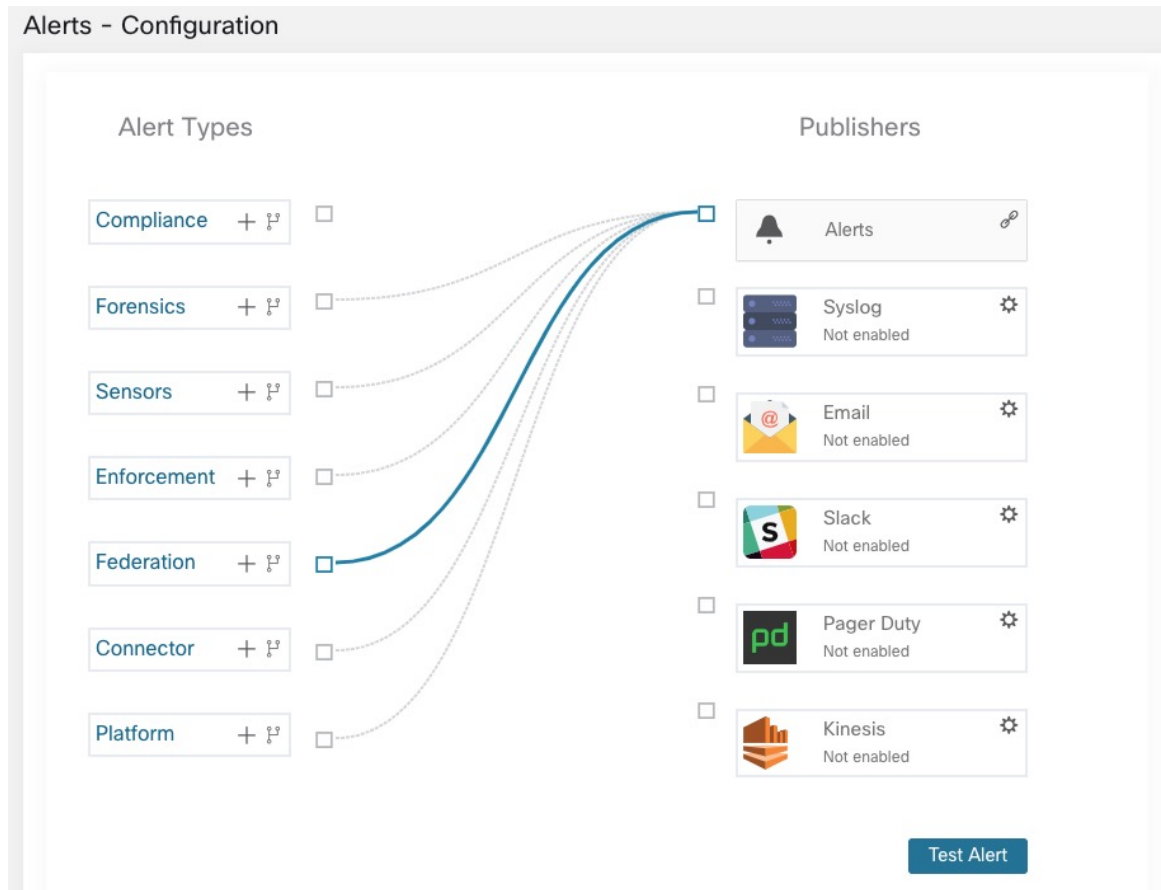 Alerts - Configuration
Alert Types
Publishers
Compliance
Forensics
Sensors
Enforcement
Federation
Connector
Platform
Alerts
Syslog
Not enabled
@
Email
Not enabled
S
Slack
Not enabled
pd
Pager Duty
Not enabled
Kinesis
Not enabled
Test Alert